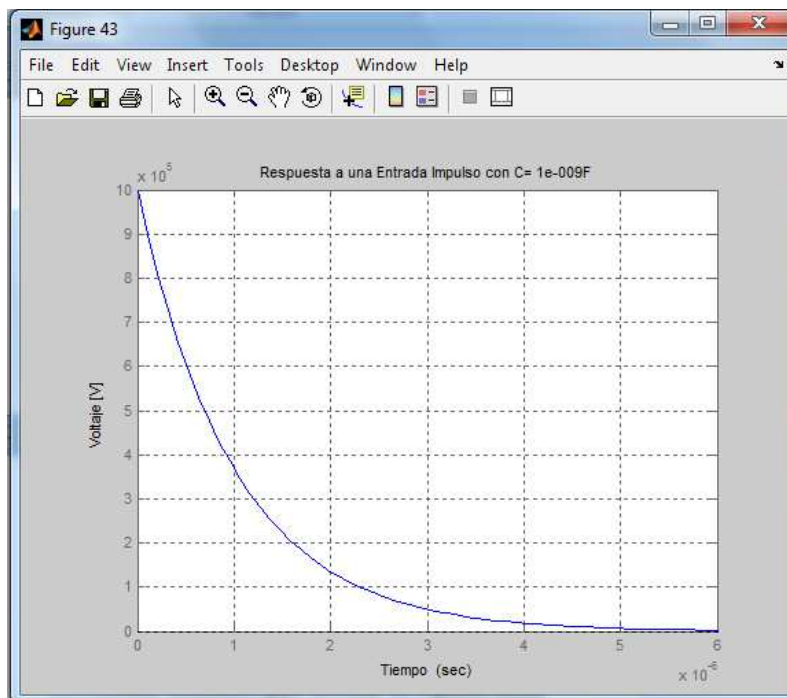 Figure 43
File Edit View Insert Tools Desktop Window Help
x 10^5
Respuesta a una Entrada Impulso con C= 1e-009F
10
9
8
7
6
5
4
3
2
1
0
Voltaje [V]
0 1 2 3 4 5 6
Tiempo (sec)
x 10^-6